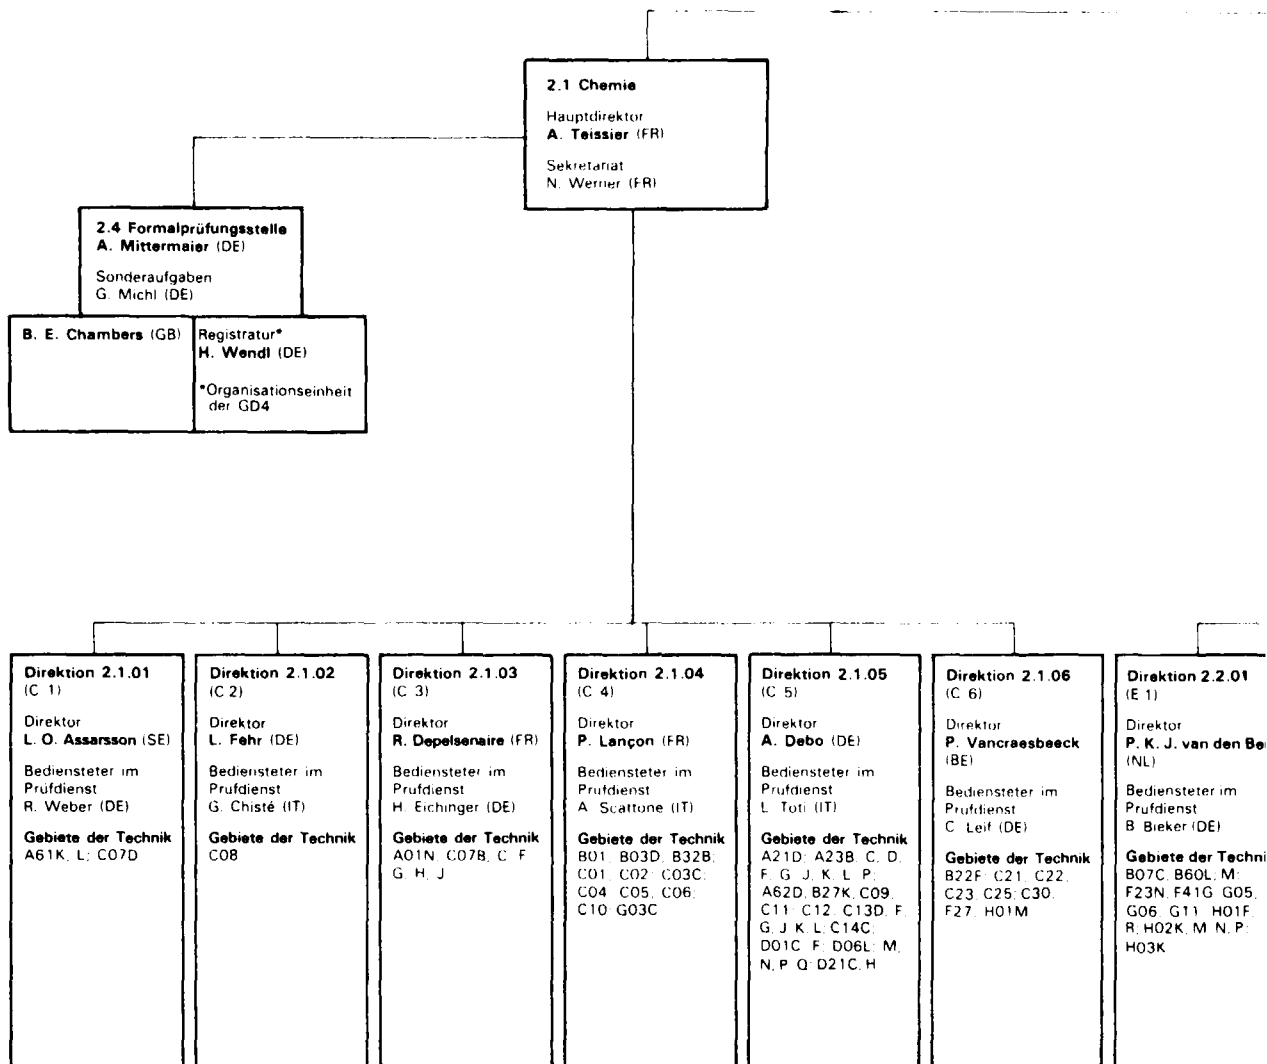 2.1 Chemie
Hauptdirektor
A. Teissier (FR)
Sekretariat
N. Werner (FR)
2.4 Formalprüfungsstelle
A. Mittermaier (DE)
Sonderaufgaben
G. Michl (DE)
B. E. Chambers (GB)
Registratur*
H. Wendl (DE)
*Organisationseinheit
der GD4
Direktion 2.1.01
(C 1)
Direktor
L. O. Assarsson (SE)
Bediensteter im
Prüfdienst
R. Weber (DE)
Gebiete der Technik
A61K, L; C07D
Direktion 2.1.02
(C 2)
Direktor
L. Fehr (DE)
Bediensteter im
Prüfdienst
G. Chisté (IT)
Gebiete der Technik
C08
Direktion 2.1.03
(C 3)
Direktor
R. Depelsenaire (FR)
Bediensteter im
Prüfdienst
H. Eichinger (DE)
Gebiete der Technik
A01N, C07B, C F
G, H, J
Direktion 2.1.04
(C 4)
Direktor
P. Lançon (FR)
Bediensteter im
Prüfdienst
A. Scattone (IT)
Gebiete der Technik
B01, B03D, B32B;
C01, C02; C03C;
C04, C05, C06;
C10; G03C
Direktion 2.1.05
(C 5)
Direktor
A. Debo (DE)
Bediensteter im
Prüfdienst
L. Toti (IT)
Gebiete der Technik
A21D; A23B, C, D,
F, G, J, K, L, P;
A62D, B27K, C09,
C11; C12, C13D, F,
G, J, K, L; C14C;
D01C, F; D06L; M,
N, P, Q; D21C, H
Direktion 2.1.06
(C 6)
Direktor
P. Vancraesbeeck
(BE)
Bediensteter im
Prüfdienst
C. Leif (DE)
Gebiete der Technik
B22F; C21, C22,
C23, C25; C30,
F27, H01M
Direktion 2.2.01
(E 1)
Direktor
P. K. J. van den Be
(NL)
Bediensteter im
Prüfdienst
B. Bieker (DE)
Gebiete der Techni
B07C, B60L; M;
F23N, F41G, G05,
G06, G11, H01F,
R; H02K, M, N, P;
H03K